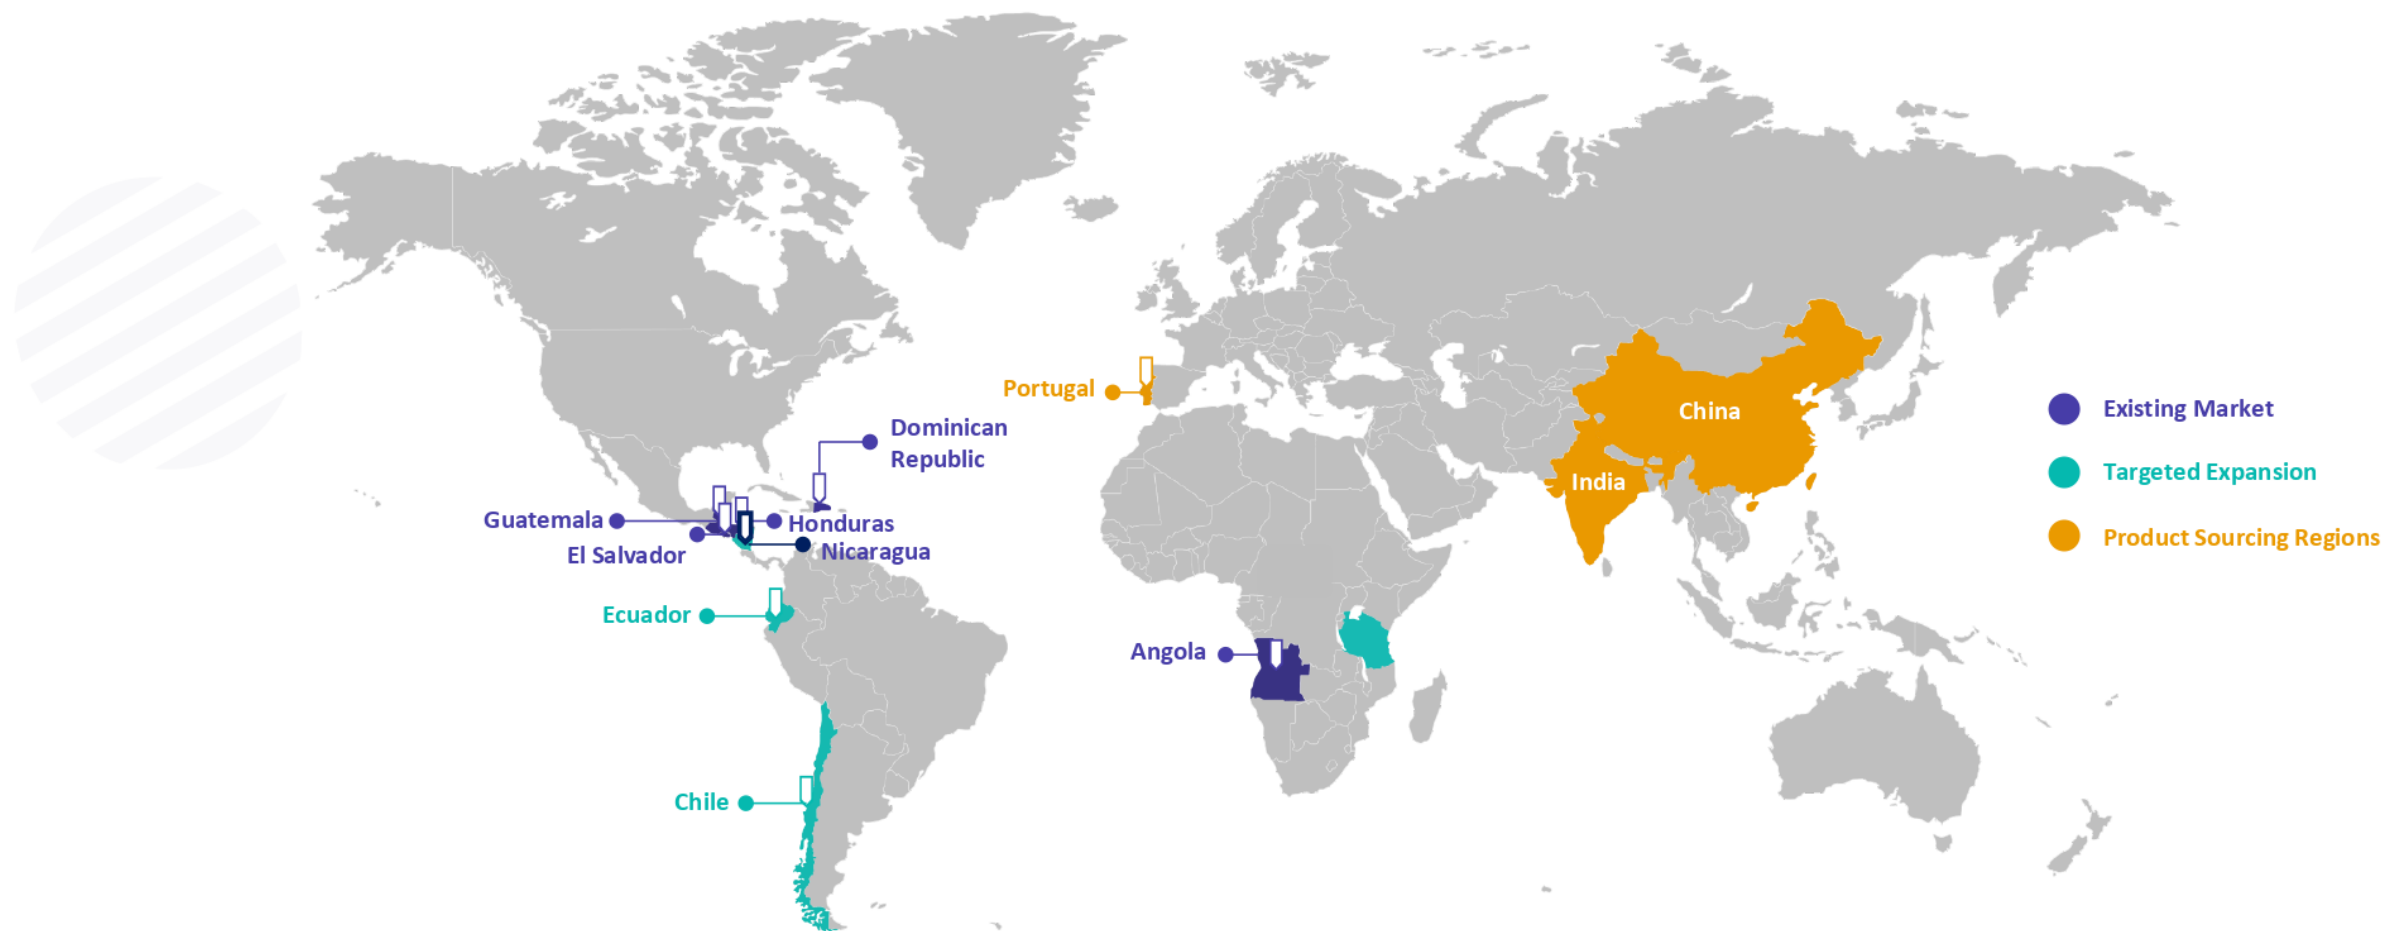 Portugal
China
Existing Market
Dominican
Republic
Targeted Expansion
India
Guatemala
Honduras
El Salvador
Nicaragua
Product Sourcing Regions
Ecuador
Angola
Chile